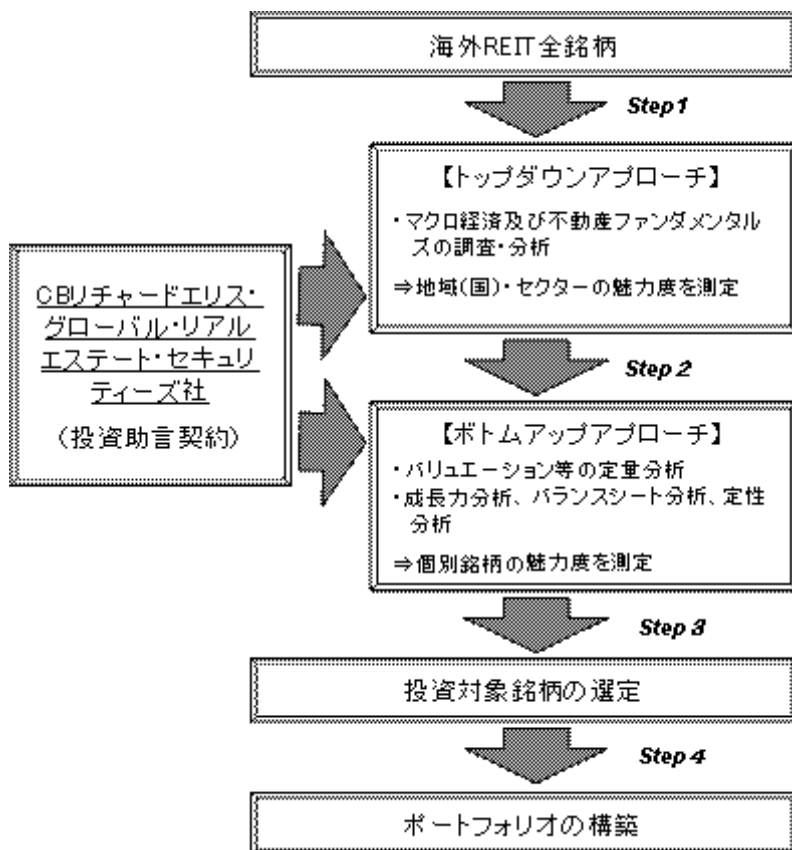 海外REIT全銘柄
Step 1
【トップダウンアプローチ】
・マクロ経済及び不動産ファンダメンタル
ズの調査・分析
⇒地域(国)・セクターの魅力度を測定
CBリチャードエリス・
グローバル・リアル
エステート・セキュリ
ティーズ社
(投資助言契約)
Step 2
【ボトムアップアプローチ】
・バリュエーション等の定量分析
・成長力分析、バランスシート分析、定性
分析
⇒個別銘柄の魅力度を測定
Step 3
投資対象銘柄の選定
Step 4
ポートフォリオの構築